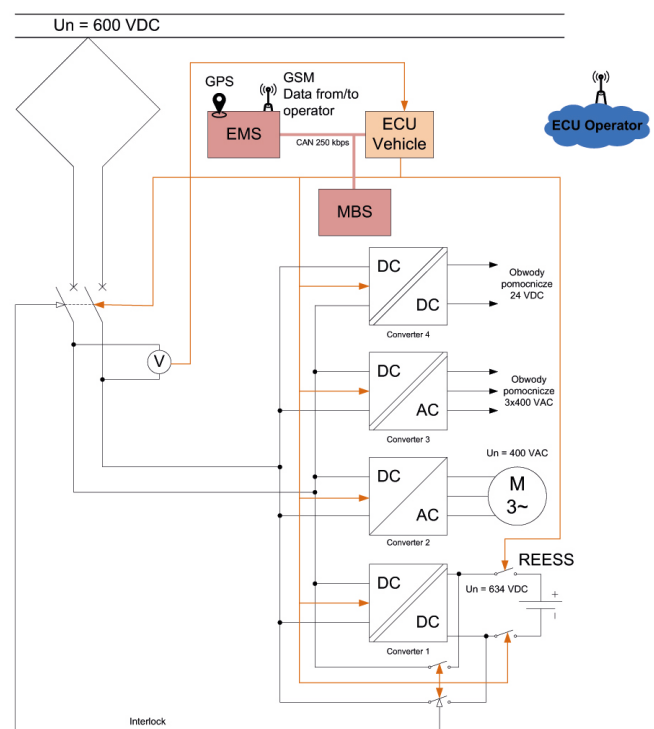 Un = 600 VDC
GPS
GSM
Data from/to
operator
EMS
CAN 250 kbps
ECU
Vehicle
ECU Operator
MBS
DC
DC
Converter 4
Obwody
pomocnicze
24 VDC
V
DC
AC
Converter 3
Obwody
pomocnicze
3x400 VAC
Un = 400 VAC
DC
AC
Converter 2
M
3~
REESS
DC
DC
Converter 1
Un = 634 VDC
+
−
Interlock